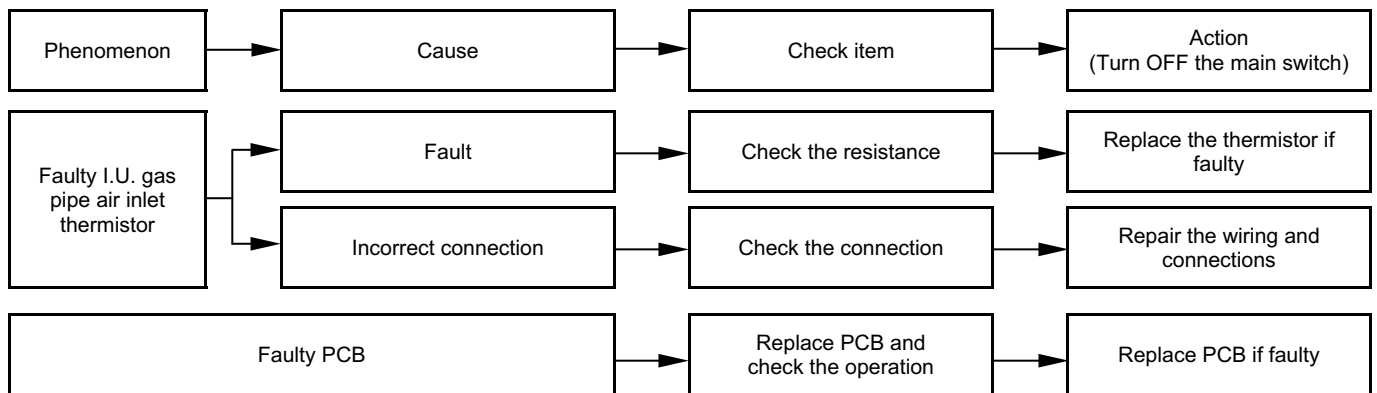 Phenomenon
Cause
Check item
Action
(Turn OFF the main switch)
Faulty I.U. gas
pipe air inlet
thermistor
Fault
Check the resistance
Replace the thermistor if
faulty
Incorrect connection
Check the connection
Repair the wiring and
connections
Faulty PCB
Replace PCB and
check the operation
Replace PCB if faulty